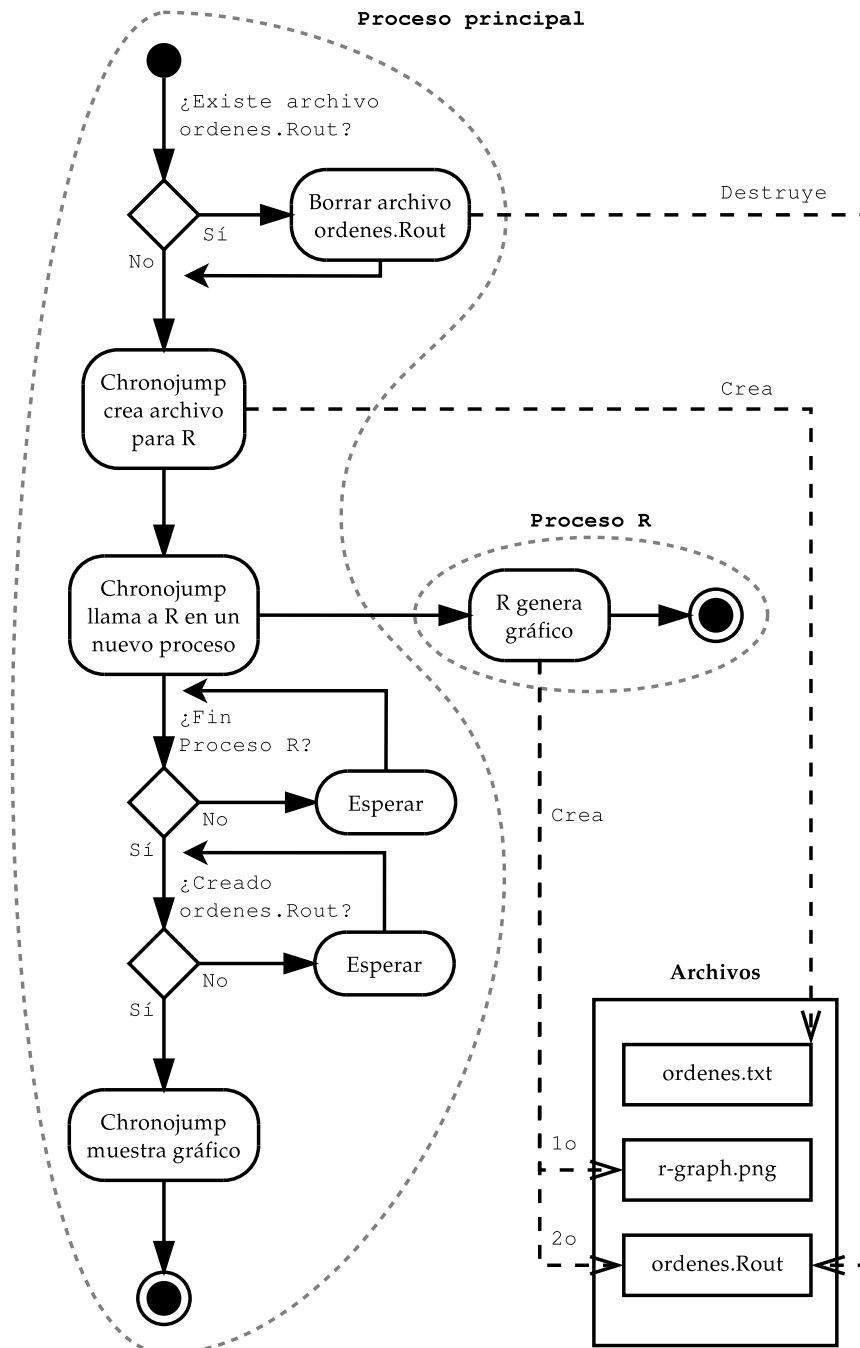 Proceso principal
¿Existe archivo
ordenes.Rout?
Borrar archivo
ordenes.Rout
Destruye
Sí
No
Chronojump
crea archivo
para R
Crea
Proceso R
Chronojump
llama a R en un
nuevo proceso
R genera
gráfico
¿Fin
Proceso R?
Esperar
No
Crea
Sí
¿Creado
ordenes.Rout?
Esperar
No
Archivos
Sí
ordenes.txt
Chronojump
muestra gráfico
1o
r-graph.png
2o
ordenes.Rout